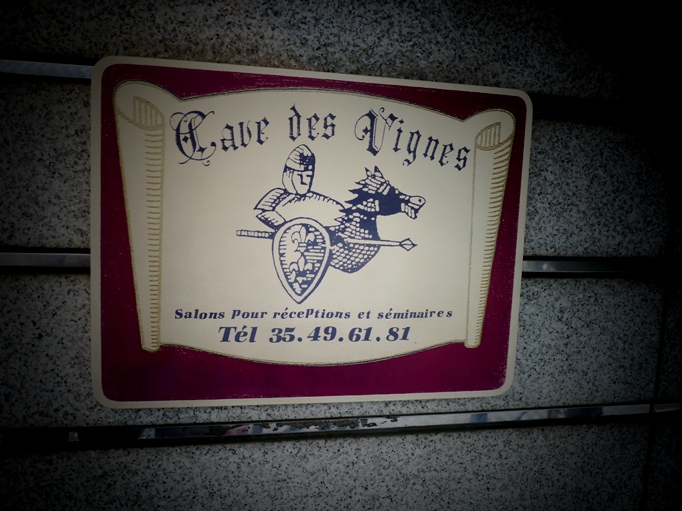 Cave des Vignes
Salons Pour réceptions et séminaires
Tél 35.49.61.81